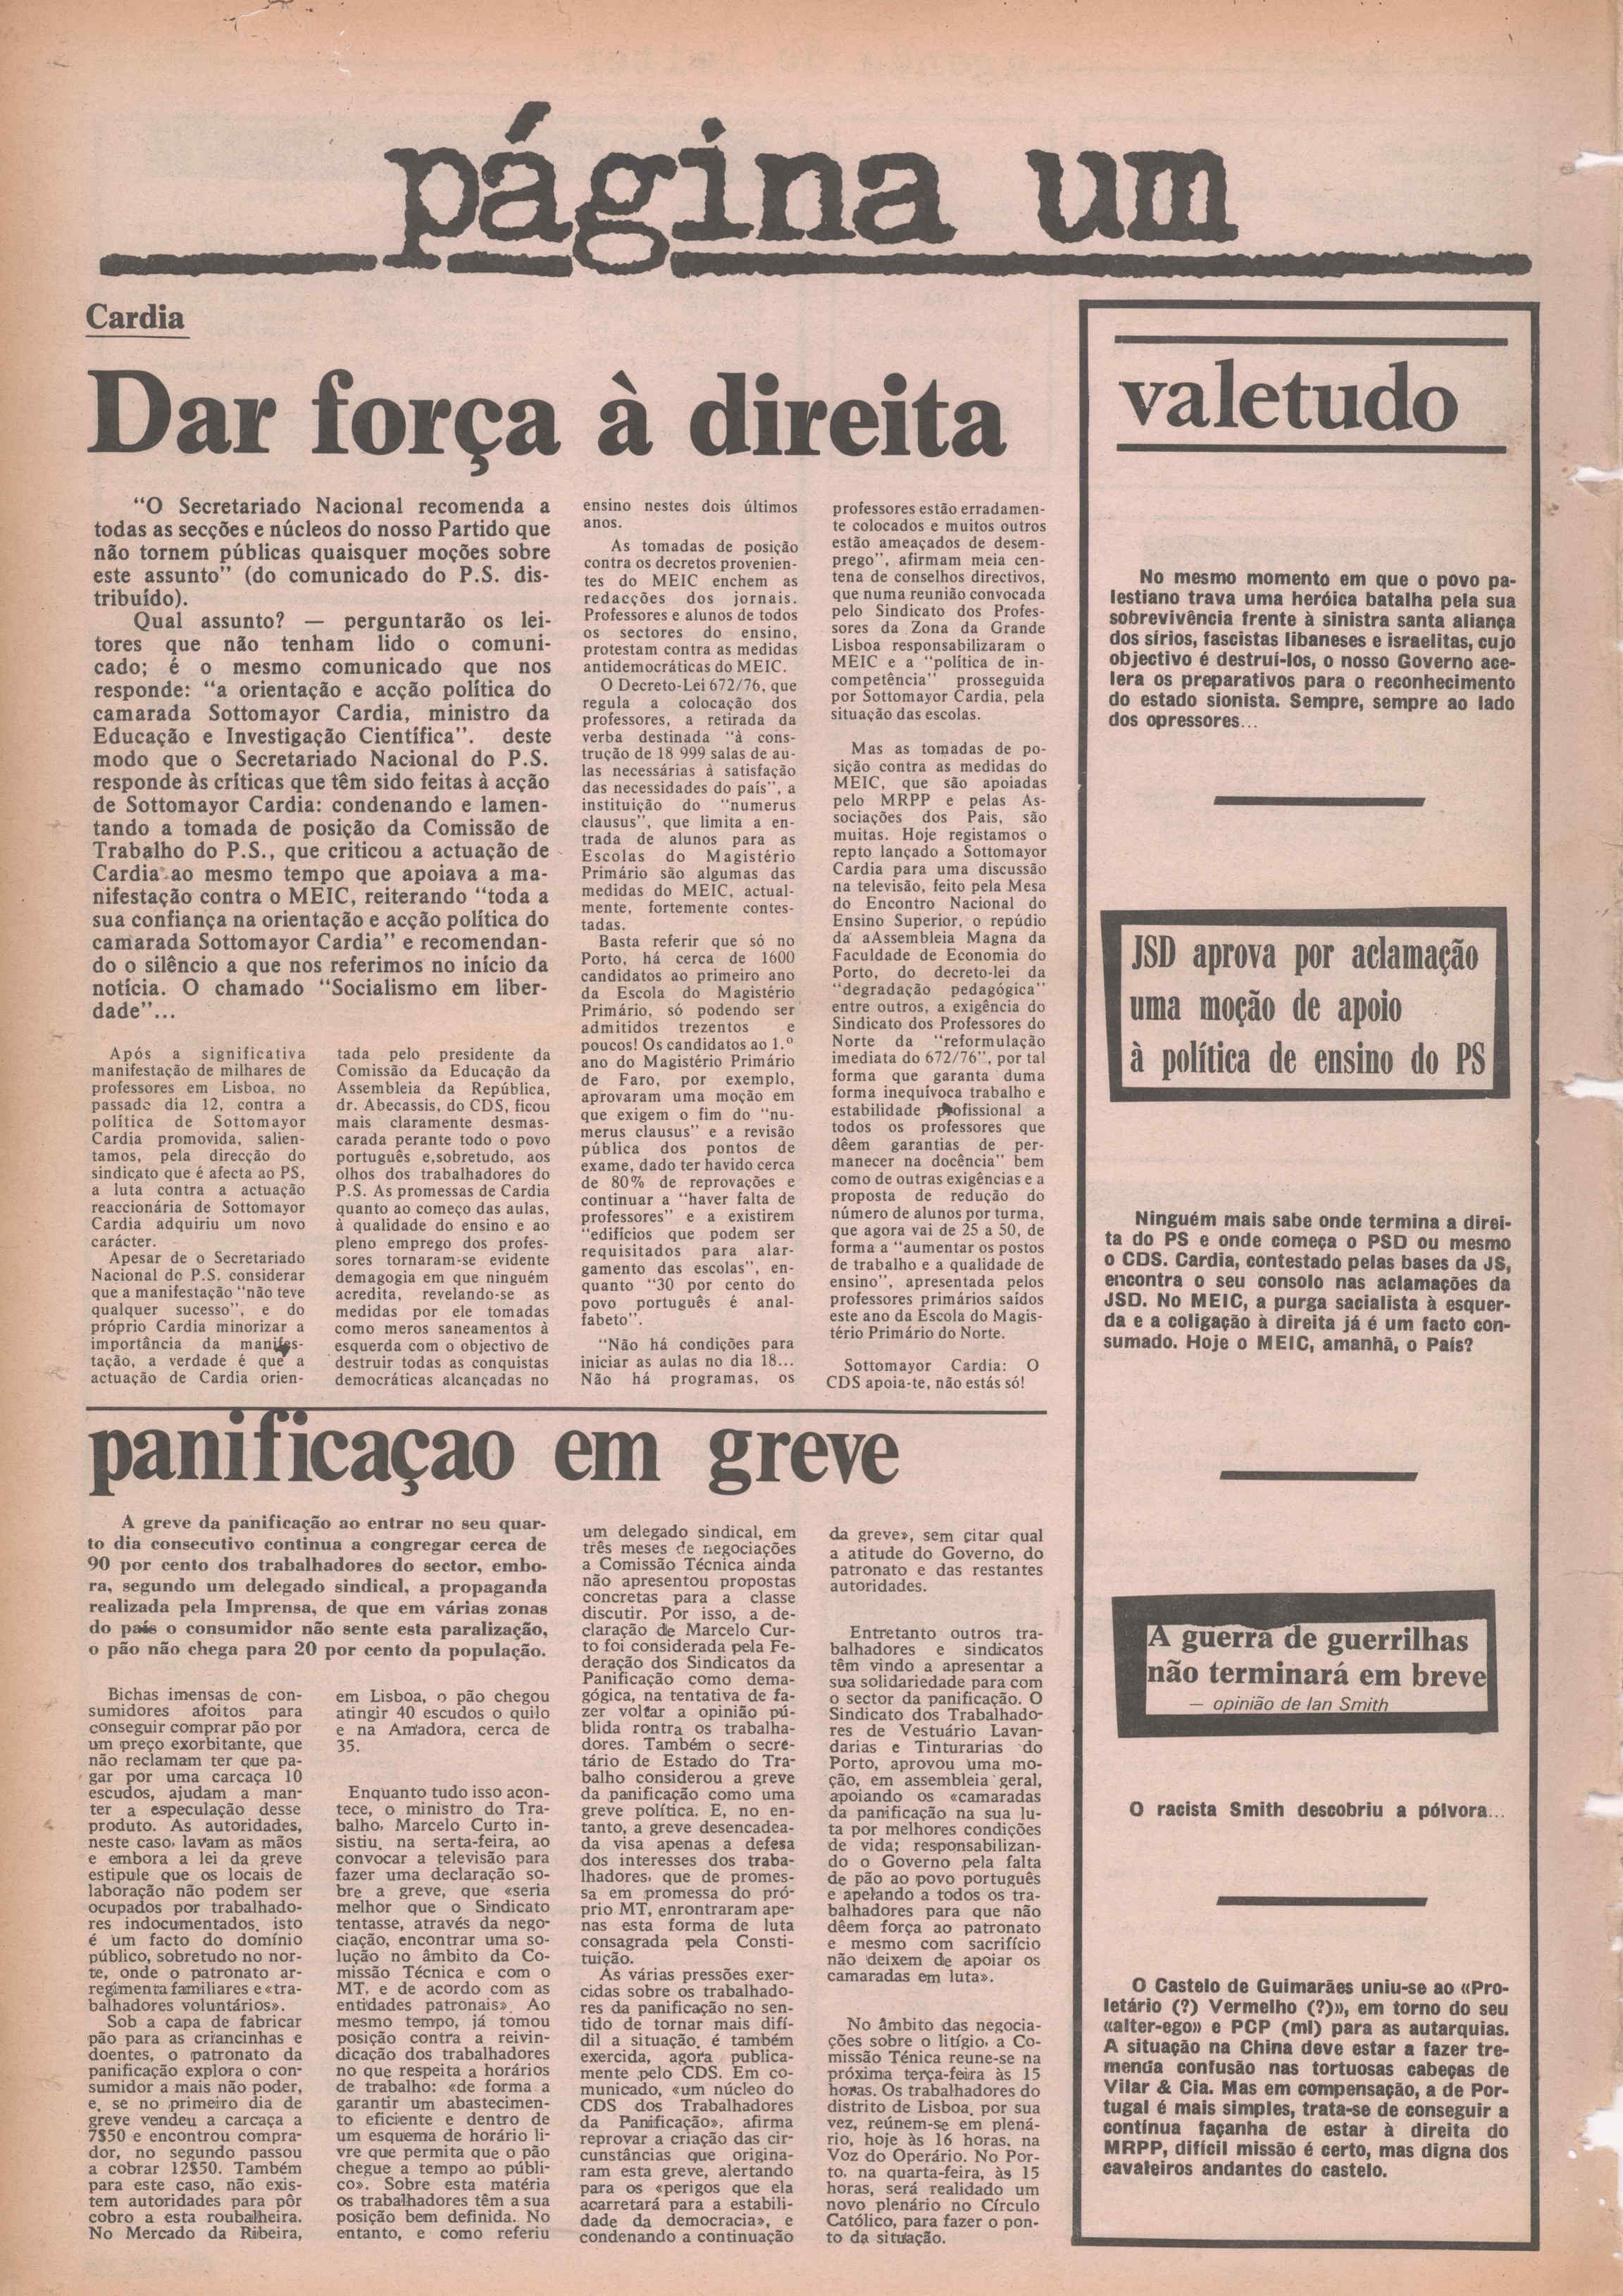 página um
Cardia
Dar força à direita
“O Secretariado Nacional recomenda a
todas as secções e núcleos do nosso Partido que
não tornem públicas quaisquer moções sobre
este assunto” (do comunicado do P.S. dis-
tribuído).
Qual assunto? — perguntarão os lei-
tores que não tenham lido o comuni-
cado; é o mesmo comunicado que nos
responde: “a orientação e acção política do
camarada Sottomayor Cardia, ministro da
Educação e Investigação Científica”. deste
modo que o Secretariado Nacional do P.S.
responde às críticas que têm sido feitas à acção
de Sottomayor Cardia: condenando e lamen-
tando a tomada de posição da Comissão de
Trabalho do P.S., que criticou a actuação de
Cardia ao mesmo tempo que apoiava a ma-
nifestação contra o MEIC, reiterando “toda a
sua confiança na orientação e acção política do
camarada Sottomayor Cardia” e recomendan-
do o silêncio a que nos referimos no início da
notícia. O chamado “Socialismo em liber-
dade”...
Após a significativa
manifestação de milhares de
professores em Lisboa, no
passado dia 12, contra a
política de Sottomayor
Cardia promovida, salien-
tamos, pela direcção do
sindicato que é afecta ao PS,
a luta contra a actuação
reaccionária de Sottomayor
Cardia adquiriu um novo
carácter.
Apesar de o Secretariado
Nacional do P.S. considerar
que a manifestação “não teve
qualquer sucesso”, e do
próprio Cardia minorizar a
importância da manifes-
tação, a verdade é que a
actuação de Cardia orien-
tada pelo presidente da
Comissão da Educação da
Assembleia da República,
dr. Abecassis, do CDS, ficou
mais claramente desmas-
carada perante todo o povo
português e,sobretudo, aos
olhos dos trabalhadores do
P.S. As promessas de Cardia
quanto ao começo das aulas,
à qualidade do ensino e ao
pleno emprego dos profes-
sores tornaram-se evidente
demagogia em que ninguém
acredita, revelando-se as
medidas por ele tomadas
como meros saneamentos à
esquerda com o objectivo de
destruir todas as conquistas
democráticas alcançadas no
ensino nestes dois últimos
anos.
As tomadas de posição
contra os decretos provenien-
tes do MEIC enchem as
redacções dos jornais.
Professores e alunos de todos
os sectores do ensino,
protestam contra as medidas
antidemocráticas do MEIC.
O Decreto-Lei 672/76, que
regula a colocação dos
professores, a retirada da
verba destinada “à cons-
trução de 18 999 salas de au-
las necessárias à satisfação
das necessidades do país”, a
instituição do “numerus
clausus”, que limita a en-
trada de alunos para as
Escolas do Magistério
Primário são algumas das
medidas do MEIC, actual-
mente, fortemente contes-
tadas.
Basta referir que só no
Porto, há cerca de 1600
candidatos ao primeiro ano
da Escola do Magistério
Primário, só podendo ser
admitidos trezentos e
poucos! Os candidatos ao 1.º
ano do Magistério Primário
de Faro, por exemplo,
aprovaram uma moção em
que exigem o fim do “nu-
merus clausus” e a revisão
pública dos pontos de
exame, dado ter havido cerca
de 80% de reprovações e
continuar a “haver falta de
professores” e a existirem
“edifícios que podem ser
requisitados para alar-
gamento das escolas”, en-
quanto “30 por cento do
povo português é anal-
fabeto”.
“Não há condições para
iniciar as aulas no dia 18...
Não há programas, os
professores estão erradamen-
te colocados e muitos outros
estão ameaçados de desem-
prego”, afirmam meia cen-
tena de conselhos directivos,
que numa reunião convocada
pelo Sindicato dos Profes-
sores da Zona da Grande
Lisboa responsabilizaram o
MEIC e a “política de in-
competência” prosseguida
por Sottomayor Cardia, pela
situação das escolas.
Mas as tomadas de po-
sição contra as medidas do
MEIC, que são apoiadas
pelo MRPP e pelas As-
sociações dos Pais, são
muitas. Hoje registamos o
repto lançado a Sottomayor
Cardia para uma discussão
na televisão, feito pela Mesa
do Encontro Nacional do
Ensino Superior, o repúdio
da aAssembleia Magna da
Faculdade de Economia do
Porto, do decreto-lei da
“degradação pedagógica”
entre outros, a exigência do
Sindicato dos Professores do
Norte da “reformulação
imediata do 672/76”, por tal
forma que garanta duma
forma inequívoca trabalho e
estabilidade profissional a
todos os professores que
dêem garantias de per-
manecer na docência” bem
como de outras exigências e a
proposta de redução do
número de alunos por turma,
que agora vai de 25 a 50, de
forma a “aumentar os postos
de trabalho e a qualidade de
ensino”, apresentada pelos
professores primários saídos
este ano da Escola do Magis-
tério Primário do Norte.
Sottomayor Cardia: O
CDS apoia-te, não estás só!
panificaçao em greve
A greve da panificação ao entrar no seu quar-
to dia consecutivo continua a congregar cerca de
90 por cento dos trabalhadores do sector, embo-
ra, segundo um delegado sindical, a propaganda
realizada pela Imprensa, de que em várias zonas
do país o consumidor não sente esta paralização,
o pão não chega para 20 por cento da população.
Bichas imensas de con-
sumidores afoitos para
conseguir comprar pão por
um preço exorbitante, que
não reclamam ter que pa-
gar por uma carcaça 10
escudos, ajudam a man-
ter a especulação desse
produto. As autoridades,
neste caso, lavam as mãos
e embora a lei da greve
estipule que os locais de
laboração não podem ser
ocupados por trabalhado-
res indocumentados, isto
é um facto do domínio
público, sobretudo no nor-
te, onde o patronato ar-
regimenta familiares e «tra-
balhadores voluntários».
Sob a capa de fabricar
pão para as criancinhas e
doentes, o patronato da
panificação explora o con-
sumidor a mais não poder,
e, se no primeiro dia de
greve vendeu a carcaça a
7$50 e encontrou compra-
dor, no segundo passou
a cobrar 12$50. Também
para este caso, não exis-
tem autoridades para pôr
cobro a esta roubalheira.
No Mercado da Ribeira,
em Lisboa, o pão chegou
atingir 40 escudos o quilo
e na Amadora, cerca de
35.
Enquanto tudo isso acon-
tece, o ministro do Tra-
balho, Marcelo Curto in-
sistiu, na serta-feira, ao
convocar a televisão para
fazer uma declaração so-
bre a greve, que «seria
melhor que o Sindicato
tentasse, através da nego-
ciação, encontrar uma so-
lução no âmbito da Co-
missão Técnica e com o
MT, e de acordo com as
entidades patronais». Ao
mesmo tempo, já tomou
posição contra a reivin-
dicação dos trabalhadores
no que respeita a horários
de trabalho: «de forma a
garantir um abastecimen-
to eficiente e dentro de
um esquema de horário li-
vre que permita que o pão
chegue a tempo ao públi-
co». Sobre esta matéria
os trabalhadores têm a sua
posição bem definida. No
entanto, e como referiu
um delegado sindical, em
três meses de negociações
a Comissão Técnica ainda
não apresentou propostas
concretas para a classe
discutir. Por isso, a de-
claração de Marcelo Cur-
to foi considerada pela Fe-
deração dos Sindicatos da
Panificação como dema-
gógica, na tentativa de fa-
zer voltar a opinião pú-
blida rontra os trabalha-
dores. Também o secre-
tário de Estado do Tra-
balho considerou a greve
da panificação como uma
greve política. E, no en-
tanto, a greve desencadea-
da visa apenas a defesa
dos interesses dos traba-
lhadores, que de promes-
sa em promessa do pró-
prio MT, enrontraram ape-
nas esta forma de luta
consagrada pela Consti-
tuição.
As várias pressões exer-
cidas sobre os trabalhado-
res da panificação no sen-
tido de tornar mais difí-
dil a situação, é também
exercida, agora publica-
mente pelo CDS. Em co-
municado, «um núcleo do
CDS dos Trabalhadores
da Panificação», afirma
reprovar a criação das cir-
cunstâncias que origina-
ram esta greve, alertando
para os «perigos que ela
acarretará para a estabili-
dade da democracia», e
condenando a continuação
da greve», sem citar qual
a atitude do Governo, do
patronato e das restantes
autoridades.
Entretanto outros tra-
balhadores e sindicatos
têm vindo a apresentar a
sua solidariedade para com
o sector da panificação. O
Sindicato dos Trabalhado-
res de Vestuário Lavan-
darias e Tinturarias do
Porto, aprovou uma mo-
ção, em assembleia geral,
apoiando os «camaradas
da panificação na sua lu-
ta por melhores condições
de vida; responsabilizan-
do o Governo pela falta
de pão ao povo português
e apelando a todos os tra-
balhadores para que não
dêem força ao patronato
e mesmo com sacrifício
não deixem de apoiar os
camaradas em luta».
No âmbito das negocia-
ções sobre o litígio, a Co-
missão Ténica reune-se na
próxima terça-feira às 15
horas. Os trabalhadores do
distrito de Lisboa, por sua
vez, reúnem-se em plená-
rio, hoje às 16 horas, na
Voz do Operário. No Por-
to, na quarta-feira, às 15
horas, será realizado um
novo plenário no Círculo
Católico, para fazer o pon-
to da situação.
valetudo
No mesmo momento em que o povo pa-
lestiano trava uma heróica batalha pela sua
sobrevivência frente à sinistra santa aliança
dos sírios, fascistas libaneses e israelitas, cujo
objectivo é destruí-los, o nosso Governo ace-
lera os preparativos para o reconhecimento
do estado sionista. Sempre, sempre ao lado
dos opressores...
JSD aprova por aclamação
uma moção de apoio
à política de ensino do PS
Ninguém mais sabe onde termina a direi-
ta do PS e onde começa o PSD ou mesmo
o CDS. Cardia, contestado pelas bases da JS,
encontra o seu consolo nas aclamações da
JSD. No MEIC, a purga sacialista à esquer-
da e a coligação à direita já é um facto con-
sumado. Hoje o MEIC, amanhã, o País?
A guerra de guerrilhas
não terminará em breve
— opinião de Ian Smith
O racista Smith descobriu a pólvora...
O Castelo de Guimarães uniu-se ao «Pro-
letário (?) Vermelho (?)», em torno do seu
«alter-ego» e PCP (ml) para as autarquias.
A situação na China deve estar a fazer tre-
menda confusão nas tortuosas cabeças de
Vilar & Cia. Mas em compensação, a de Por-
tugal é mais simples, trata-se de conseguir a
contínua façanha de estar à direita do
MRPP, difícil missão é certo, mas digna dos
cavaleiros andantes do castelo.